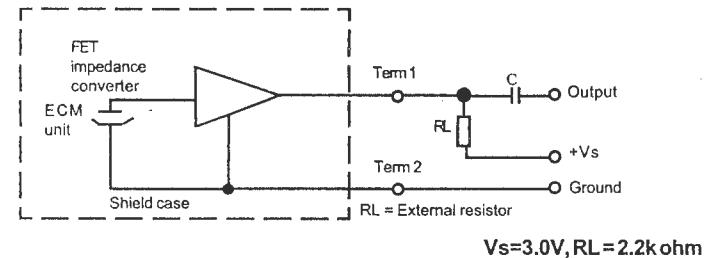 FET
impedance
converter
ECM
unit
Shield case
Term 1
Term 2
RL
C
Output
+Vs
Ground
RL = External resistor
Vs=3.0V, RL=2.2k ohm